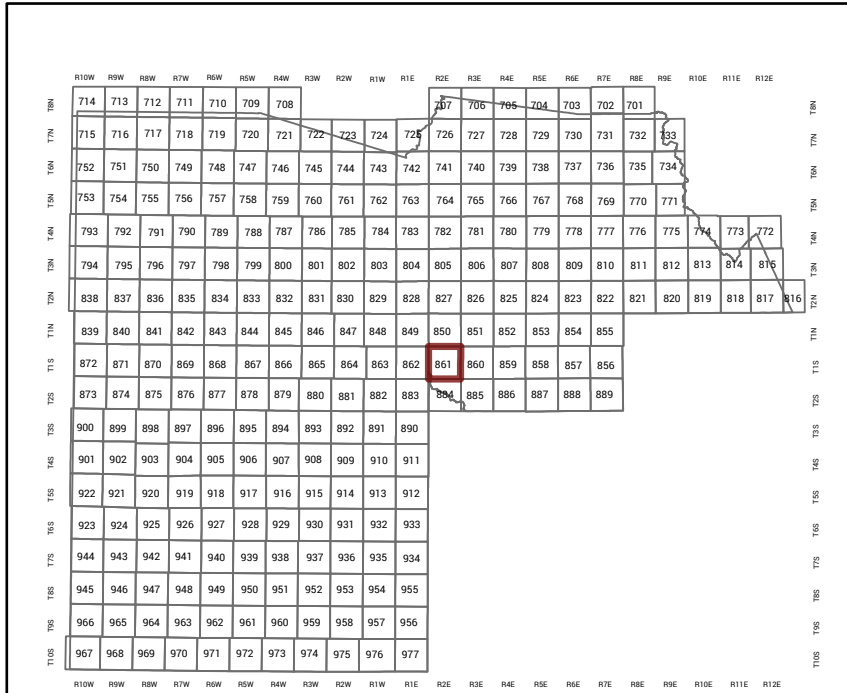 R10W R9W R8W R7W R6W R5W R4W R3W R2W R1W R1E R2E R3E R4E R5E R6E R7E R8E R9E R10E R11E R12E
T8N 714 713 712 711 710 709 708 707 706 705 704 703 702 701 T8N
T7N 715 716 717 718 719 720 721 722 723 724 725 726 727 728 729 730 731 732 733 T7N
T6N 752 751 750 749 748 747 746 745 744 743 742 741 740 739 738 737 736 735 734 T6N
T5N 753 754 755 756 757 758 759 760 761 762 763 764 765 766 767 768 769 770 771 T5N
T4N 793 792 791 790 789 788 787 786 785 784 783 782 781 780 779 778 777 776 775 774 773 772 T4N
T3N 794 795 796 797 798 799 800 801 802 803 804 805 806 807 808 809 810 811 812 813 814 815 T3N
T2N 838 837 836 835 834 833 832 831 830 829 828 827 826 825 824 823 822 821 820 819 818 817 816 T2N
T1N 839 840 841 842 843 844 845 846 847 848 849 850 851 852 853 854 855 T1N
T1S 872 871 870 869 868 867 866 865 864 863 862 861 860 859 858 857 856 T1S
T2S 873 874 875 876 877 878 879 880 881 882 883 884 885 886 887 888 889 T2S
T3S 900 899 898 897 896 895 894 893 892 891 890 T3S
T4S 901 902 903 904 905 906 907 908 909 910 911 T4S
T5S 922 921 920 919 918 917 916 915 914 913 912 T5S
T6S 923 924 925 926 927 928 929 930 931 932 933 T6S
T7S 944 943 942 941 940 939 938 937 936 935 934 T7S
T8S 945 946 947 948 949 950 951 952 953 954 955 T8S
T9S 966 965 964 963 962 961 960 959 958 957 956 T9S
T10S 967 968 969 970 971 972 973 974 975 976 977 T10S
R10W R9W R8W R7W R6W R5W R4W R3W R2W R1W R1E R2E R3E R4E R5E R6E R7E R8E R9E R10E R11E R12E